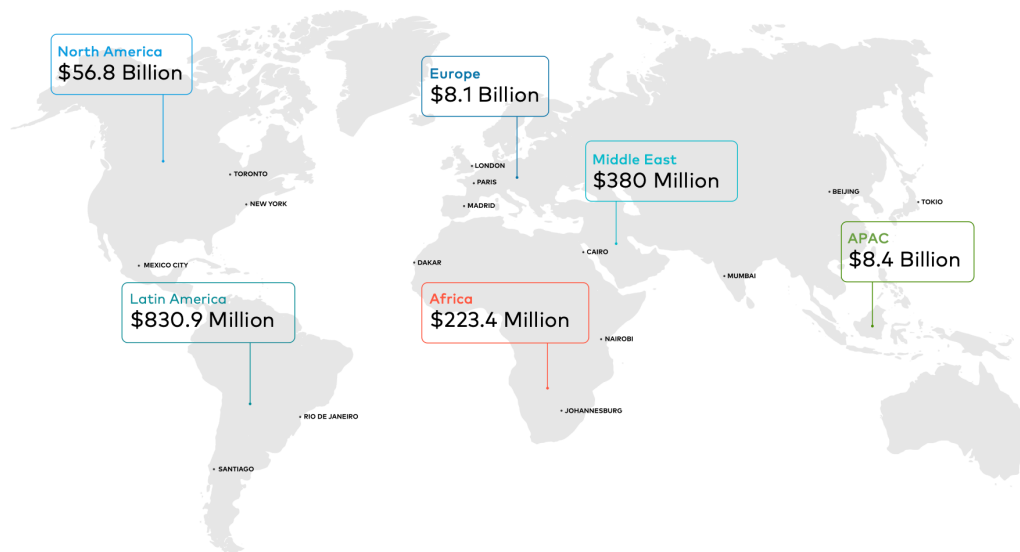 North America
$56.8 Billion
Europe
$8.1 Billion
Middle East
$380 Million
LONDON
PARIS
MADRID
TORONTO
NEW YORK
BEIJING
TOKIO
APAC
$8.4 Billion
CAIRO
DAKAR
MEXICO CITY
MUMBAI
Latin America
$830.9 Million
Africa
$223.4 Million
NAIROBI
JOHANNESBURG
RIO DE JANEIRO
SANTIAGO